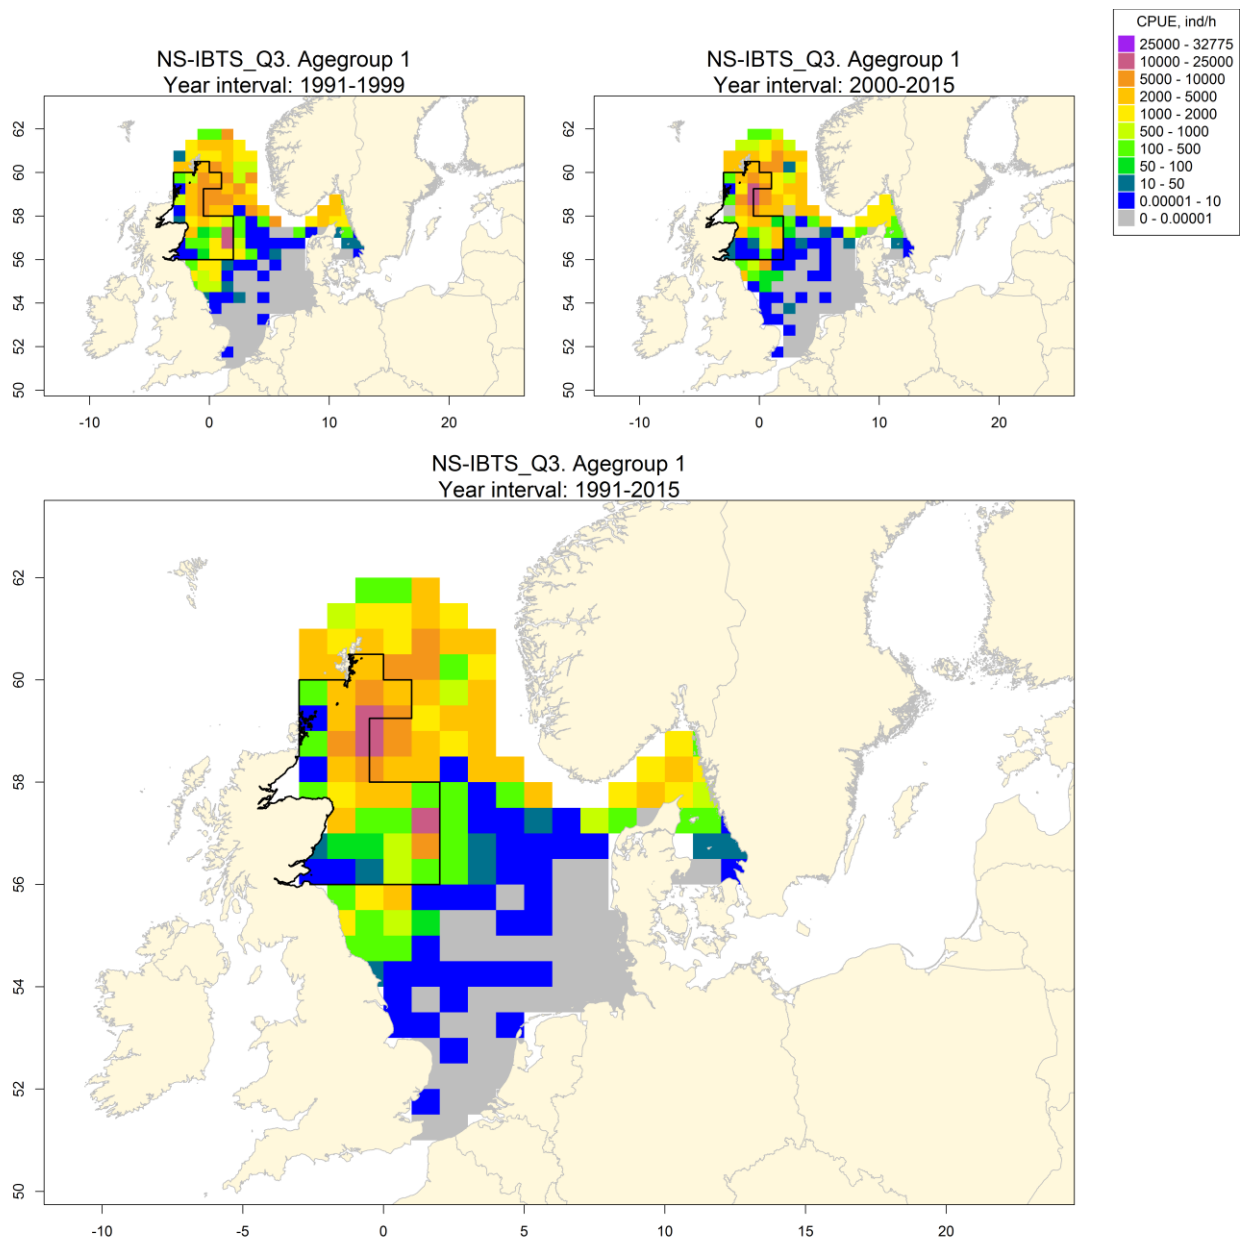 CPUE, ind/h
25000 - 32775
10000 - 25000
5000 - 10000
2000 - 5000
1000 - 2000
500 - 1000
100 - 500
50 - 100
10 - 50
0.00001 - 10
0 - 0.00001
NS-IBTS_Q3. Agegroup 1
Year interval: 1991-1999
62
60
58
56
54
52
50
-10 0 10 20
NS-IBTS_Q3. Agegroup 1
Year interval: 2000-2015
62
60
58
56
54
52
50
-10 0 10 20
NS-IBTS_Q3. Agegroup 1
Year interval: 1991-2015
62
60
58
56
54
52
50
-10 -5 0 5 10 15 20